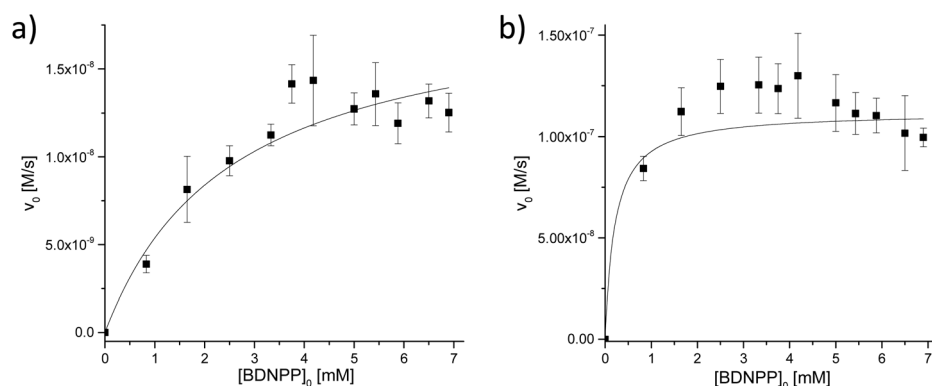 a)
1.5x10⁻⁸
1.0x10⁻⁸
5.0x10⁻⁹
0.0
v₀ [M/s]
0 1 2 3 4 5 6 7
[BDNPP]₀ [mM]
b)
1.50x10⁻⁷
1.00x10⁻⁷
5.00x10⁻⁸
0.00
v₀ [M/s]
0 1 2 3 4 5 6 7
[BDNPP]₀ [mM]